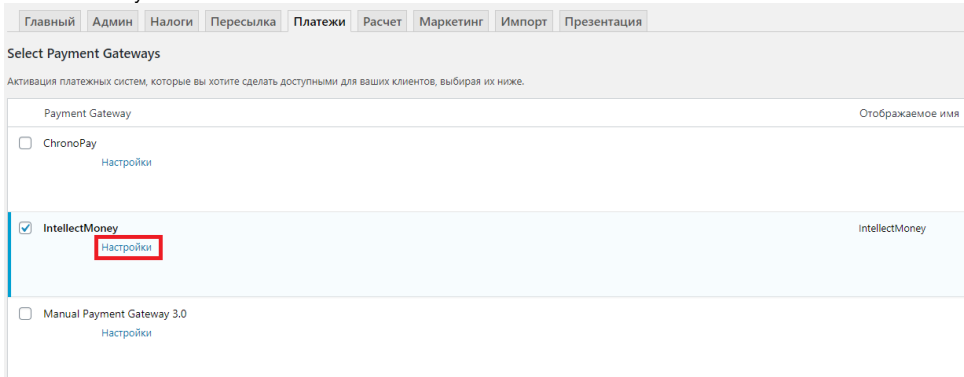 Главный Админ Налоги Пересылка Платежи Расчет Маркетинг Импорт Презентация
Select Payment Gateways
Активация платежных систем, которые вы хотите сделать доступными для ваших клиентов, выбирая их ниже.
Payment Gateway Отображаемое имя
ChronoPay
Настройки
IntellectMoney IntellectMoney
Настройки
Manual Payment Gateway 3.0
Настройки